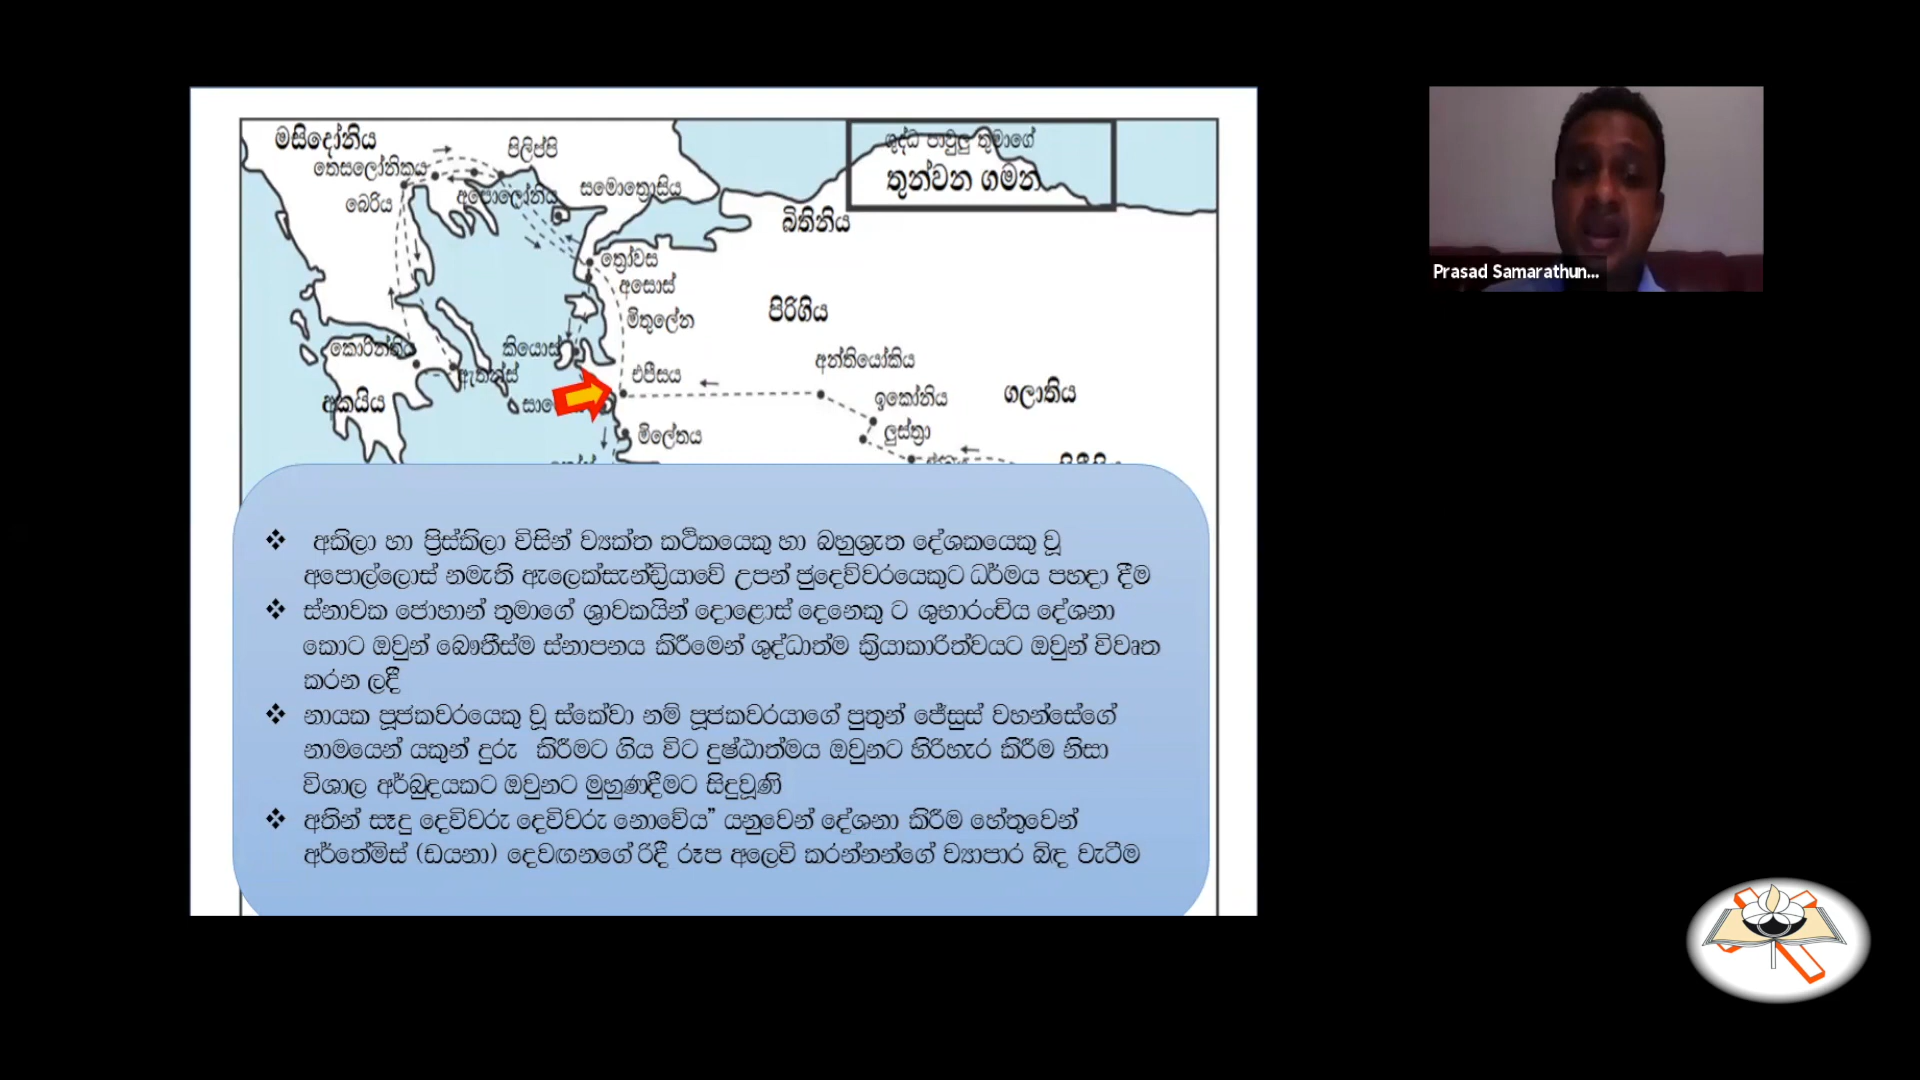 ශුද්ධ පාවුලු තුමාගේ
තුන්වන ගමන
මසිදෝනිය
පිලිප්පි
තෙසලෝනිකය
බෙරිය
අපොලෝනිය
සමොත්‍රොසිය
බිතිනිය
ත්‍රෝවස
අසොස්
මිතුලේන
පිරිගිය
කොරින්තිය
කියොස්
ඇතන්ස්
එපීසය
අන්තියෝකිය
ඉකෝනිය
ගලාතිය
අකයිය
ලුස්ත්‍රා
මිලේතය
❖ අකිලා හා ප්‍රිස්කිලා විසින් ව්‍යක්ත කථිකයෙකු හා බහුශ්‍රැත දේශකයෙකු වූ
අපොල්ලොස් නමැති ඇලෙක්සැන්ඩ්‍රියාවේ උපන් ජුදෙව්වරයෙකුට ධර්මය පහදා දීම
❖ ස්නාවක ජොහාන් තුමාගේ ශ්‍රාවකයින් දොළොස් දෙනෙකු ට ශුභාරංචිය දේශනා
කොට ඔවුන් බෞතීස්ම ස්නාපනය කිරීමෙන් ශුද්ධාත්ම ක්‍රියාකාරිත්වයට ඔවුන් විවෘත
කරන ලදී
❖ නායක පූජකවරයෙකු වූ ස්කේවා නම් පූජකවරයාගේ පුතුන් ජේසුස් වහන්සේගේ
නාමයෙන් යකුන් දුරු කිරීමට ගිය විට දුෂ්ඨාත්මය ඔවුනට හිරිහැර කිරීම නිසා
විශාල අර්බුදයකට ඔවුනට මුහුණදීමට සිදුවූණි
❖ අතින් සෑදු දෙවිවරු දෙවිවරු නොවේය” යනුවෙන් දේශනා කිරීම හේතුවෙන්
අර්තේමිස් (ඩයනා) දෙවඟනගේ රිදී රූප අලෙවි කරන්නන්ගේ ව්‍යාපාර බිඳ වැටීම
Prasad Samarathun...